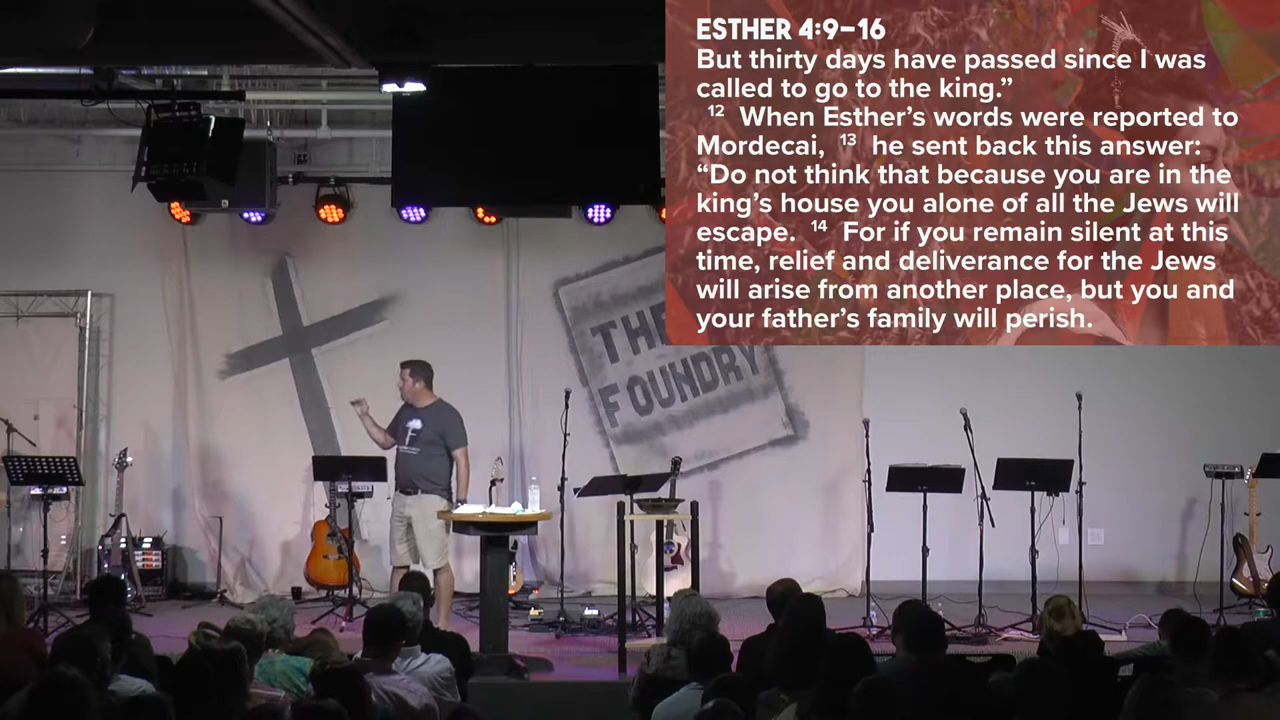 ESTHER 4:9–16
But thirty days have passed since I was
called to go to the king.”
12 When Esther’s words were reported to
Mordecai, 13 he sent back this answer:
“Do not think that because you are in the
king’s house you alone of all the Jews will
escape. 14 For if you remain silent at this
time, relief and deliverance for the Jews
will arise from another place, but you and
your father’s family will perish.
THE
FOUNDRY